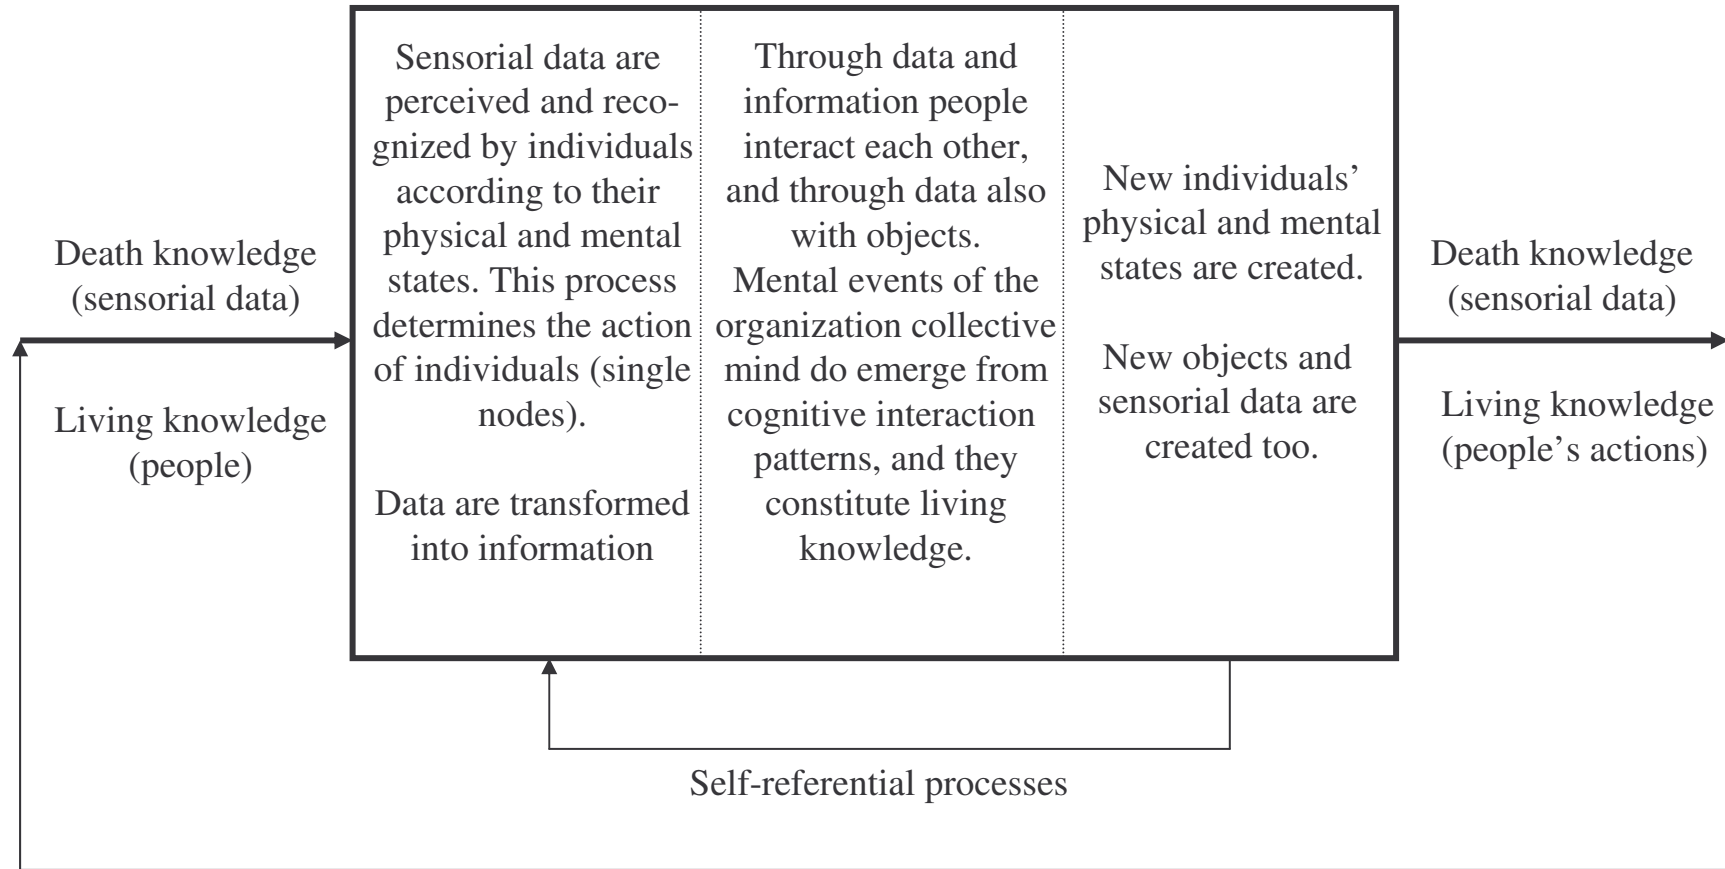 Death knowledge
(sensorial data)
Living knowledge
(people)
Sensorial data are
perceived and reco-
gnized by individuals
according to their
physical and mental
states. This process
determines the action
of individuals (single
nodes).
Data are transformed
into information
Through data and
information people
interact each other,
and through data also
with objects.
Mental events of the
organization collective
mind do emerge from
cognitive interaction
patterns, and they
constitute living
knowledge.
New individuals’
physical and mental
states are created.
New objects and
sensorial data are
created too.
Death knowledge
(sensorial data)
Living knowledge
(people’s actions)
Self-referential processes